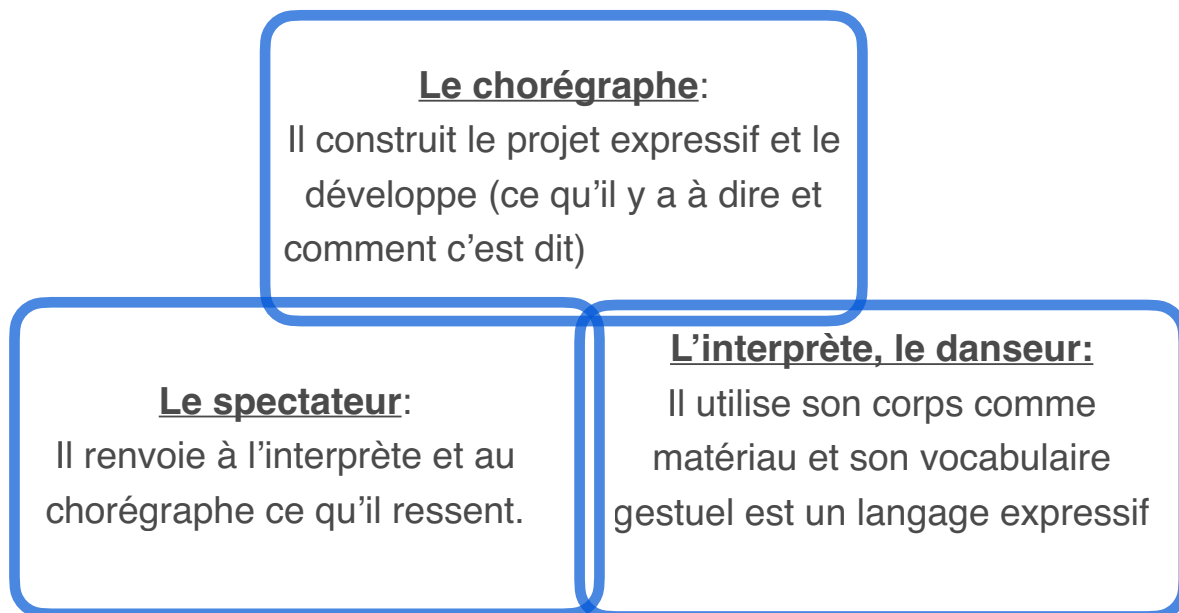 Le chorégraphe:
Il construit le projet expressif et le
développe (ce qu’il y a à dire et
comment c’est dit)
Le spectateur:
Il renvoie à l’interprète et au
chorégraphe ce qu’il ressent.
L’interprète, le danseur:
Il utilise son corps comme
matériau et son vocabulaire
gestuel est un langage expressif